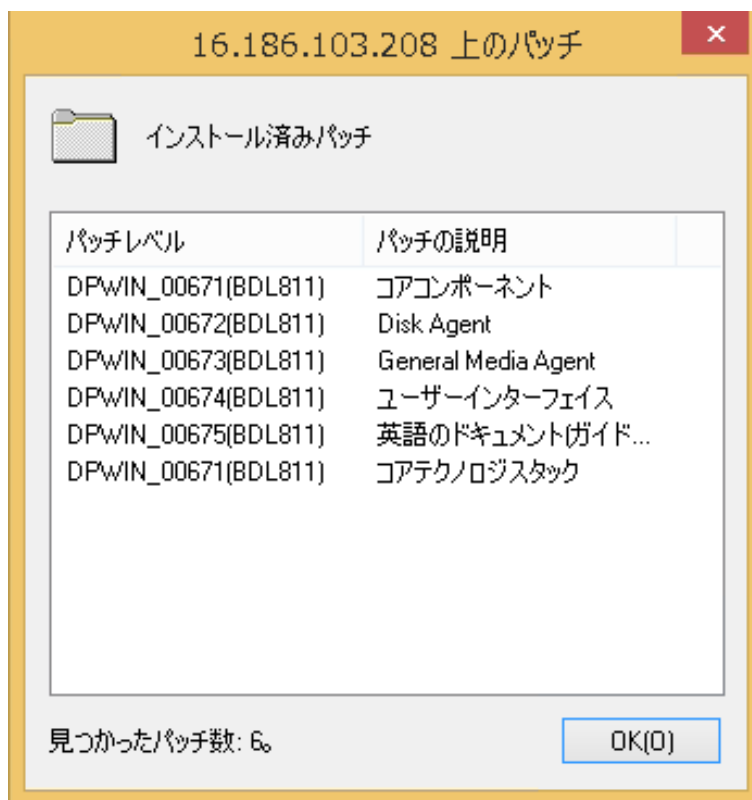 16.186.103.208 上のパッチ
インストール済みパッチ
パッチレベル パッチの説明
DPWIN_00671(BDL811) コアコンポーネント
DPWIN_00672(BDL811) Disk Agent
DPWIN_00673(BDL811) General Media Agent
DPWIN_00674(BDL811) ユーザーインターフェイス
DPWIN_00675(BDL811) 英語のドキュメント(ガイド...
DPWIN_00671(BDL811) コアテクノロジスタック
見つかったパッチ数: 6。 OK(O)